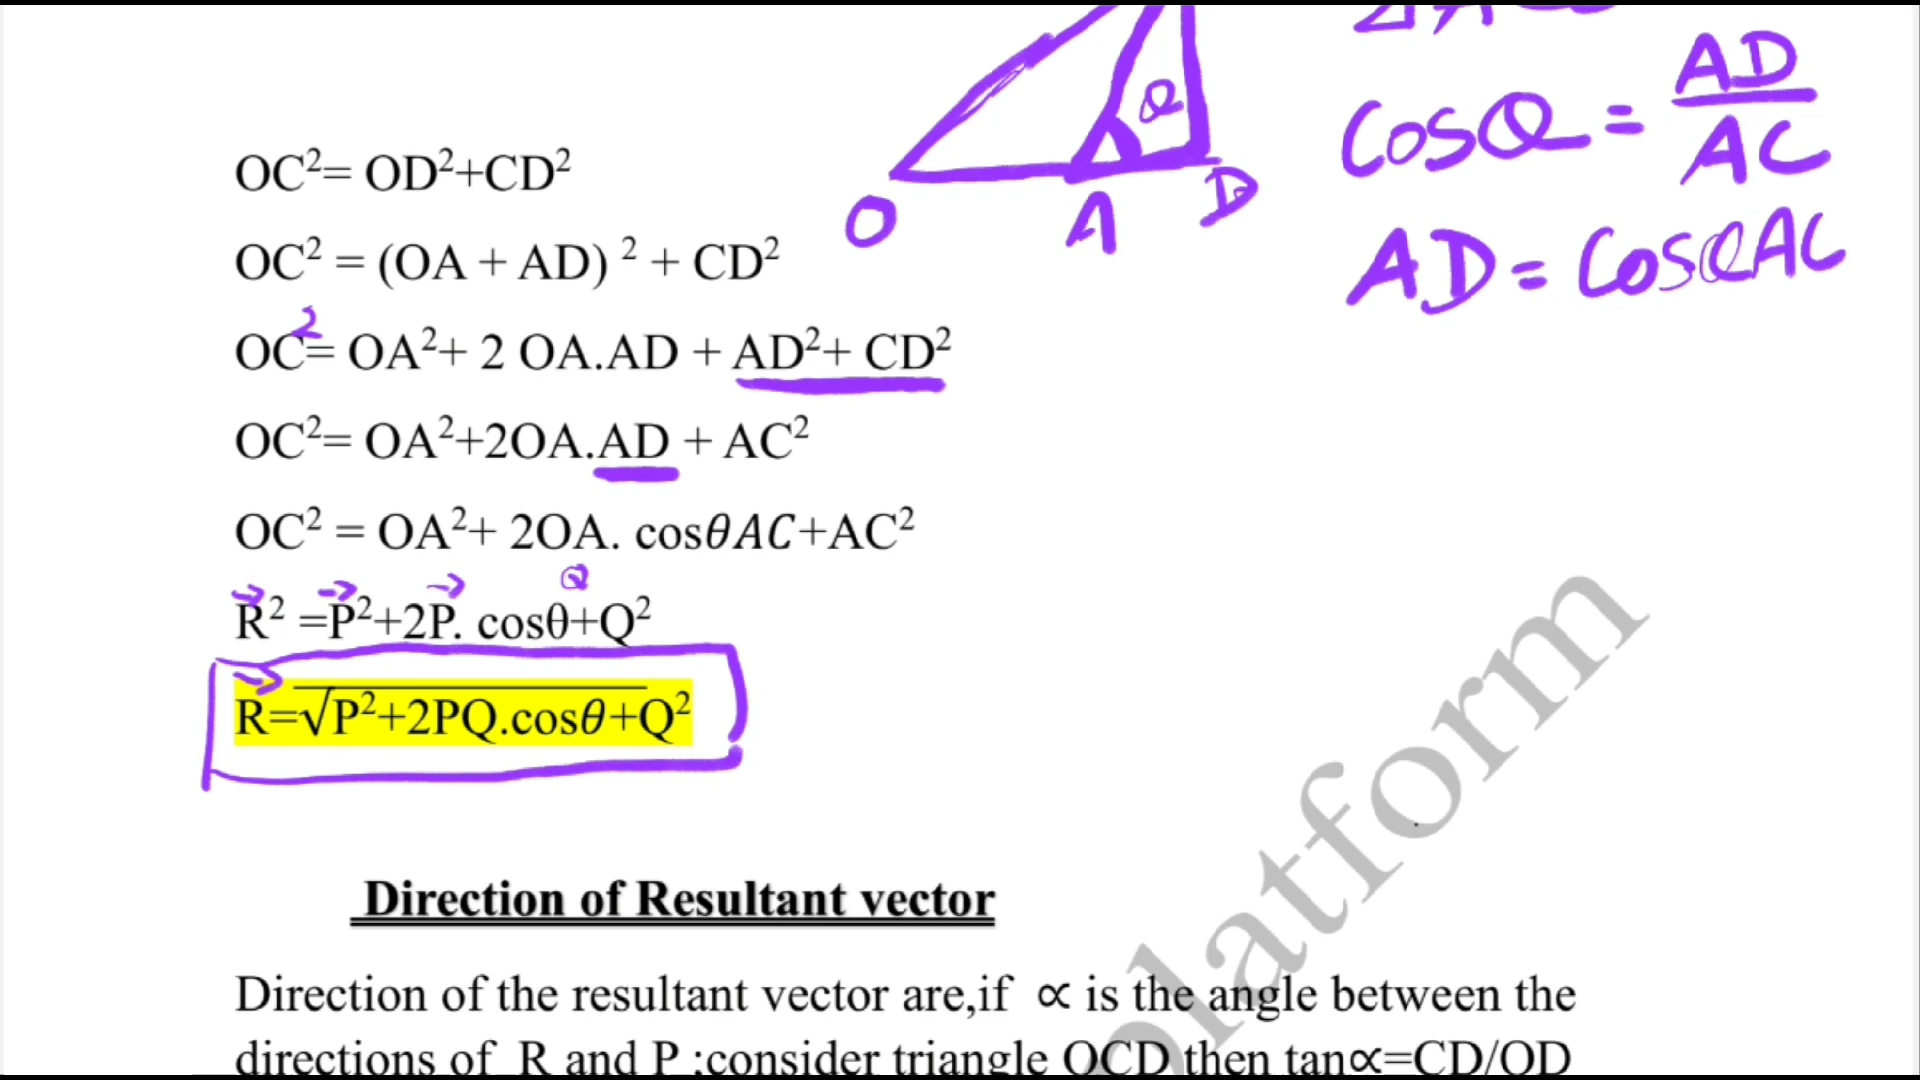 OC²= OD²+CD²
OC² = (OA + AD) ² + CD²
OC²= OA²+ 2 OA.AD + AD²+ CD²
OC²= OA²+2OA.AD + AC²
OC² = OA²+ 2OA. cosθAC+AC²
Q
R² =P²+2P. cosθ+Q²
R=√P²+2PQ.cosθ+Q²
θ
O
A
D
cosθ = AD/AC
AD = cosθAC
Direction of Resultant vector
Direction of the resultant vector are,if ∝ is the angle between the
directions of R and P ;consider triangle OCD then tan∝=CD/OD
platform